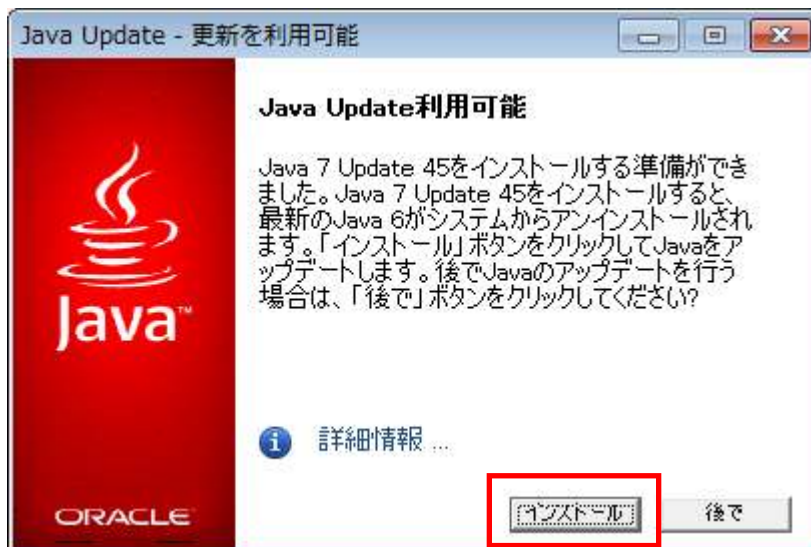 Java Update - 更新を利用可能
Java Update利用可能
Java 7 Update 45をインストールする準備ができ
ました。Java 7 Update 45をインストールすると、
最新のJava 6がシステムからアンインストールされ
ます。「インストール」ボタンをクリックしてJavaをア
ップデートします。後でJavaのアップデートを行う
場合は、「後で」ボタンをクリックしてください?
Java™
詳細情報 ...
ORACLE
インストール
後で